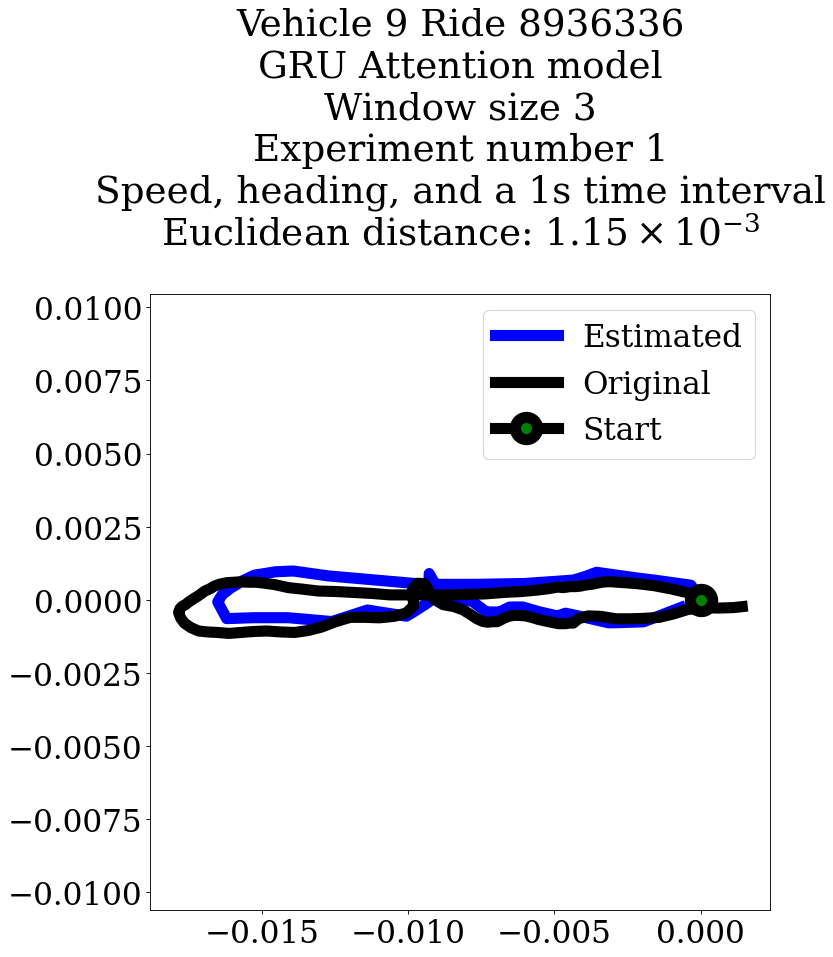 Vehicle 9 Ride 8936336
GRU Attention model
Window size 3
Experiment number 1
Speed, heading, and a 1s time interval
Euclidean distance: 1.15 × 10⁻³
Estimated
Original
Start
0.0100
0.0075
0.0050
0.0025
0.0000
−0.0025
−0.0050
−0.0075
−0.0100
−0.015 −0.010 −0.005 0.000